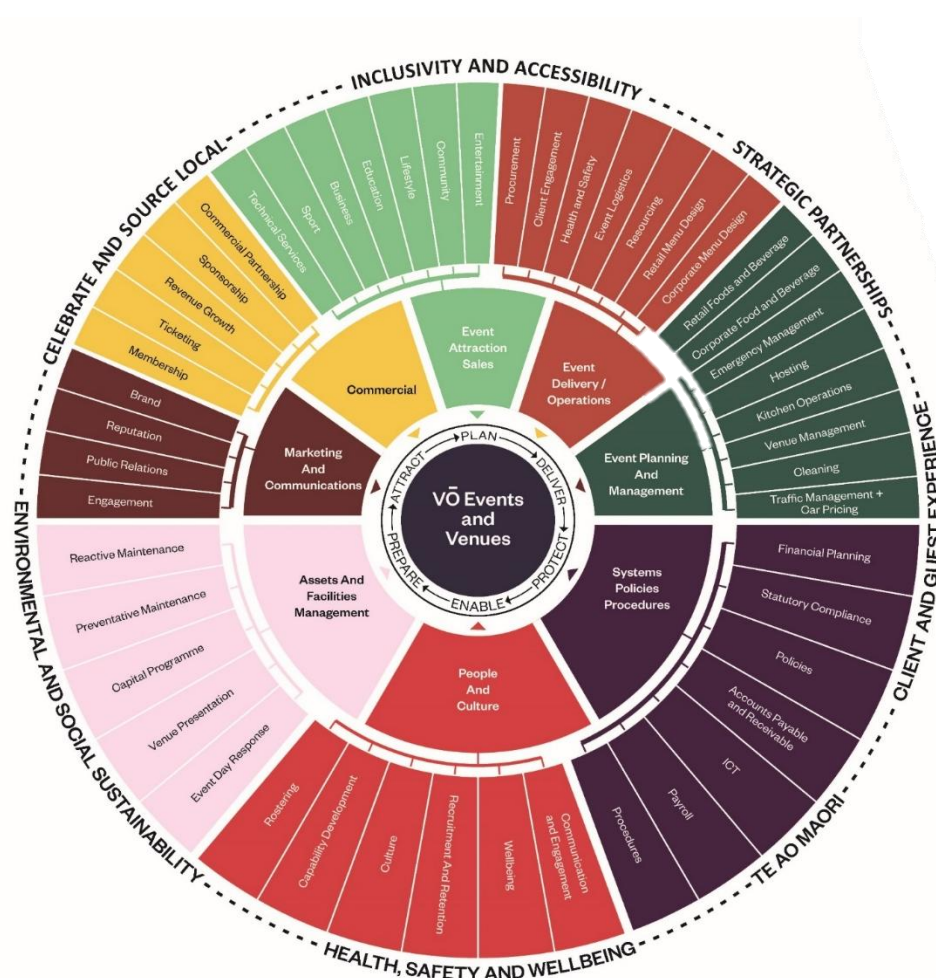 INCLUSIVITY AND ACCESSIBILITY
STRATEGIC PARTNERSHIPS
CLIENT AND GUEST EXPERIENCE
TE AO MAORI
HEALTH, SAFETY AND WELLBEING
ENVIRONMENTAL AND SOCIAL SUSTAINABILITY
CELEBRATE AND SOURCE LOCAL
Technical Services
Sport
Business
Education
Lifestyle
Community
Entertainment
Procurement
Client Engagement
Health and Safety
Event Logistics
Resourcing
Retail Menu Design
Corporate Menu Design
Retail Foods and Beverage
Corporate Food and Beverage
Emergency Management
Hosting
Kitchen Operations
Venue Management
Cleaning
Traffic Management +
Car Pricing
Financial Planning
Statutory Compliance
Policies
Accounts Payable
and Receivable
ICT
Payroll
Procedures
Communication
and Engagement
Wellbeing
Recruitment And Retention
Culture
Capability Development
Rostering
Event Day Response
Venue Presentation
Capital Programme
Preventative Maintenance
Reactive Maintenance
Engagement
Public Relations
Reputation
Brand
Membership
Ticketing
Revenue Growth
Sponsorship
Commercial Partnership
Commercial
Event
Attraction
Sales
Event
Delivery /
Operations
Event Planning
And
Management
Systems
Policies
Procedures
People
And
Culture
Assets And
Facilities
Management
Marketing
And
Communications
PLAN
DELIVER
PROTECT
ENABLE
PREPARE
ATTRACT
VŌ Events
and
Venues